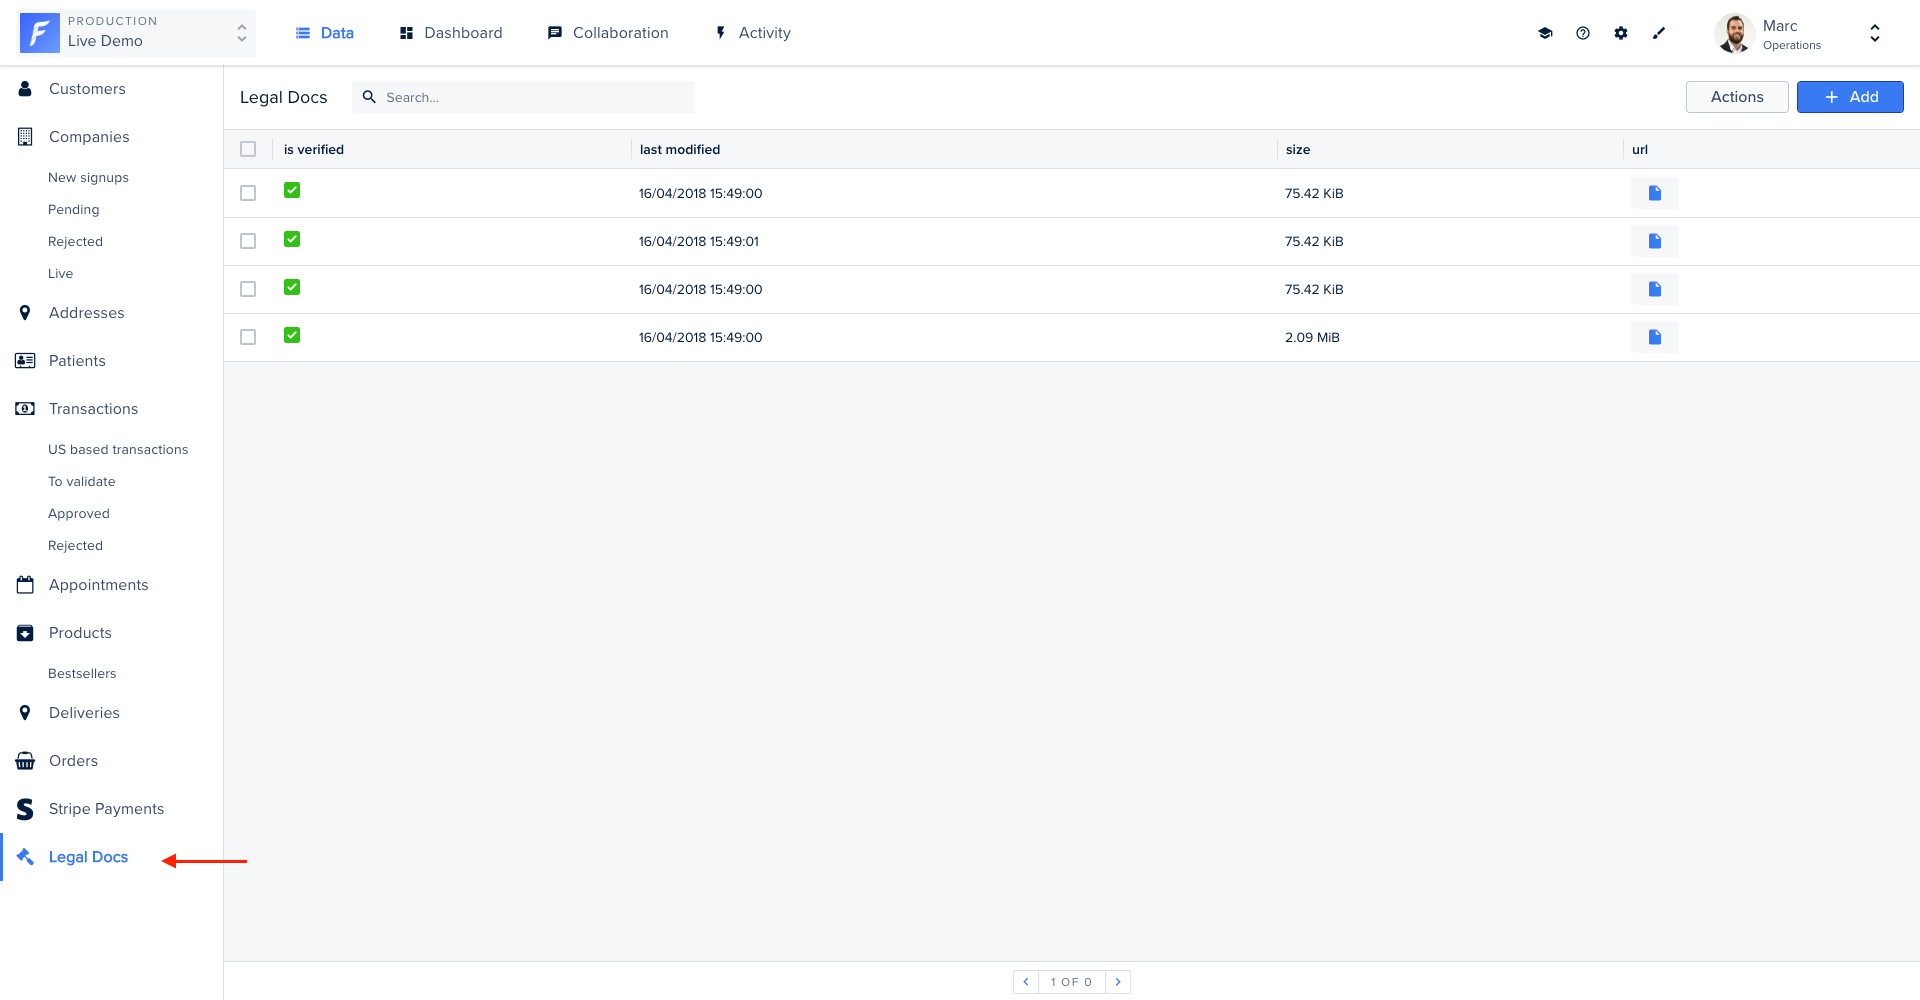 PRODUCTION
Live Demo
Data
Dashboard
Collaboration
Activity
Marc
Operations
Customers
Companies
New signups
Pending
Rejected
Live
Addresses
Patients
Transactions
US based transactions
To validate
Approved
Rejected
Appointments
Products
Bestsellers
Deliveries
Orders
Stripe Payments
Legal Docs
Legal Docs
Search...
Actions
+ Add
is verified last modified size url
16/04/2018 15:49:00 75.42 KiB
16/04/2018 15:49:01 75.42 KiB
16/04/2018 15:49:00 75.42 KiB
16/04/2018 15:49:00 2.09 MiB
1 OF 0